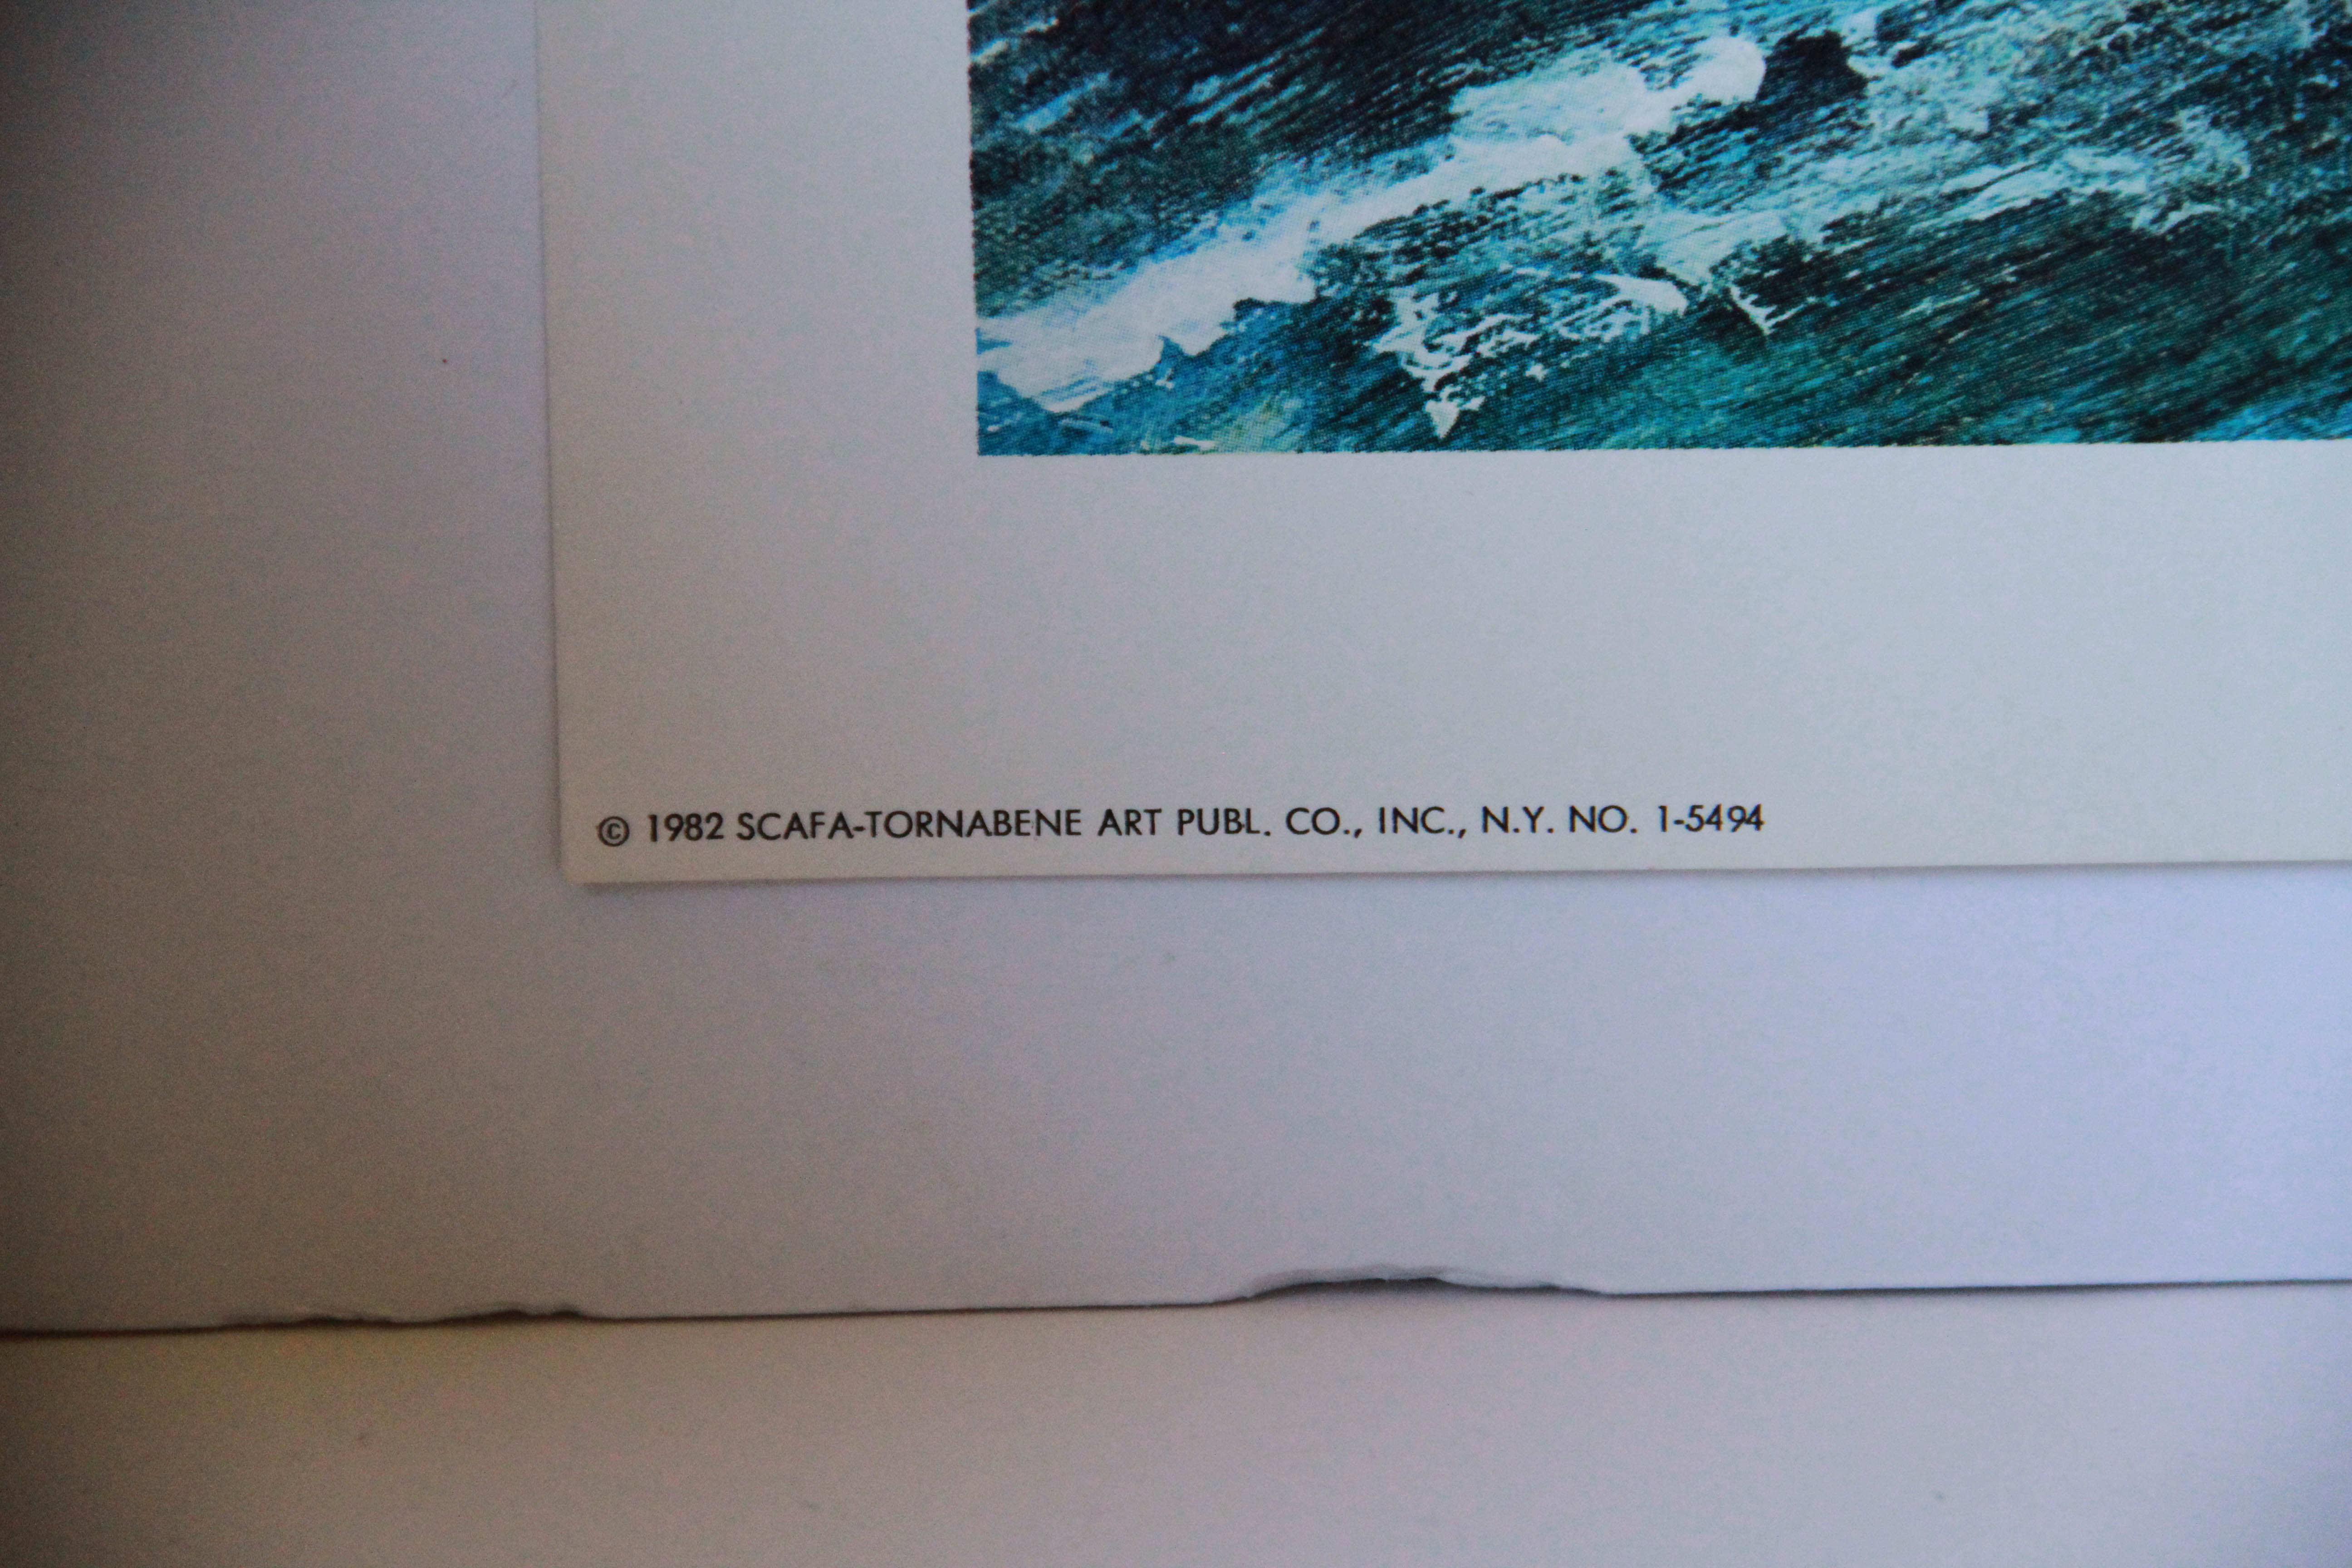 © 1982 SCAFA-TORNABENE ART PUBL. CO., INC., N.Y. NO. 1-5494